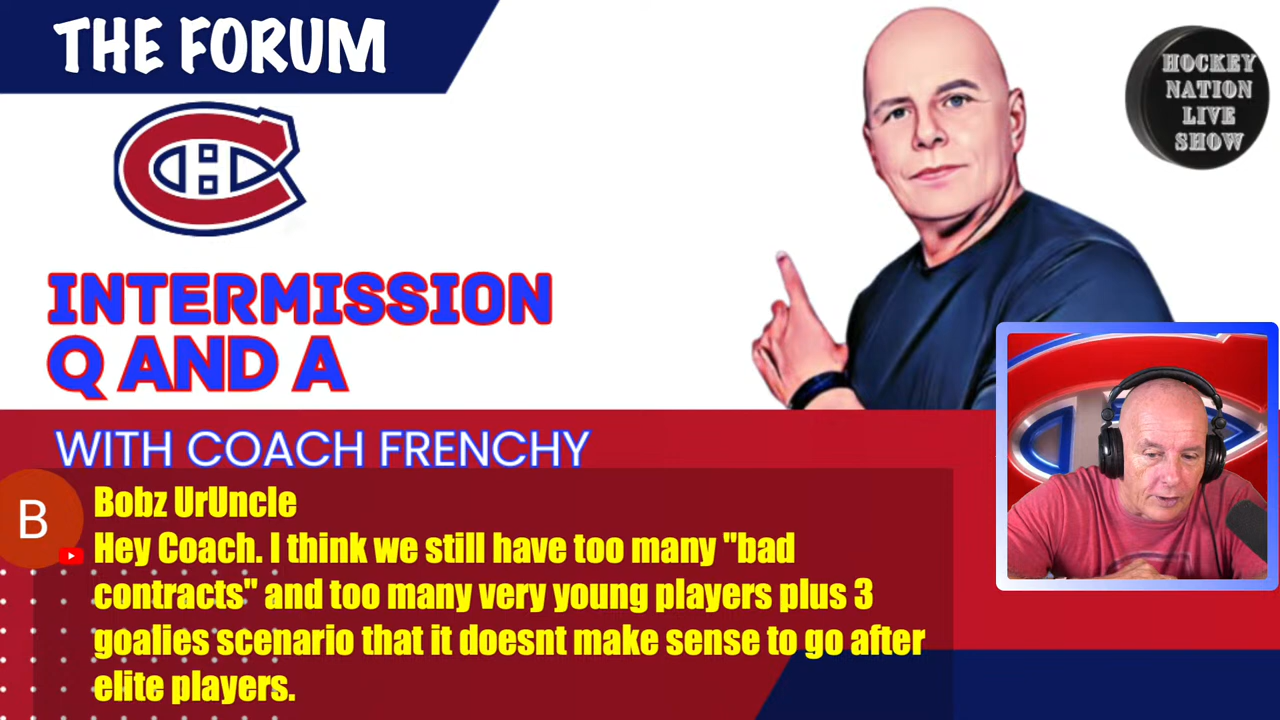 THE FORUM
HOCKEY
NATION
LIVE
SHOW
INTERMISSION
Q AND A
WITH COACH FRENCHY
B
Bobz UrUncle
Hey Coach. I think we still have too many "bad
contracts" and too many very young players plus 3
goalies scenario that it doesnt make sense to go after
elite players.